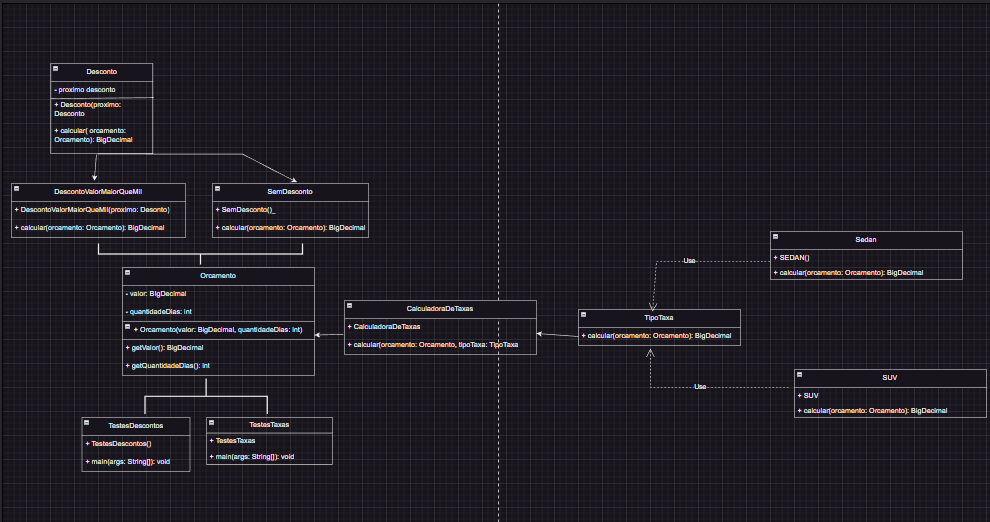 Desconto
- proximo desconto
+ Desconto(proximo:
Desconto
+ calcular( orcamento:
Orcamento): BigDecimal
DescontoValorMaiorQueMil
+ DescontoValorMaiorQueMil(proximo: Desonto)
+ calcular(orcamento: Orcamento): BigDecimal
SemDesconto
+ SemDesconto()_
+ calcular(orcamento: Orcamento): BigDecimal
Orcamento
- valor: BigDecimal
- quantidadeDias: int
+ Orcamento(valor: BigDecimal, quantidadeDias: int)
+ getValor(): BigDecimal
+ getQuantidadeDias(): int
TestesDescontos
+ TestesDescontos()
+ main(args: String[]): void
TestesTaxas
+ TestesTaxas
+ main(args: String[]): void
CalculadoraDeTaxas
+ CalculadoraDeTaxas
+ calcular(orcamento: Orcamento, tipoTaxa: TipoTaxa
TipoTaxa
+ calcular(orcamento: Orcamento): BigDecimal
Use
Sedan
+ SEDAN()
+ calcular(orcamento: Orcamento): BigDecimal
Use
SUV
+ SUV
+ calcular(orcamento: Orcamento): BigDecimal